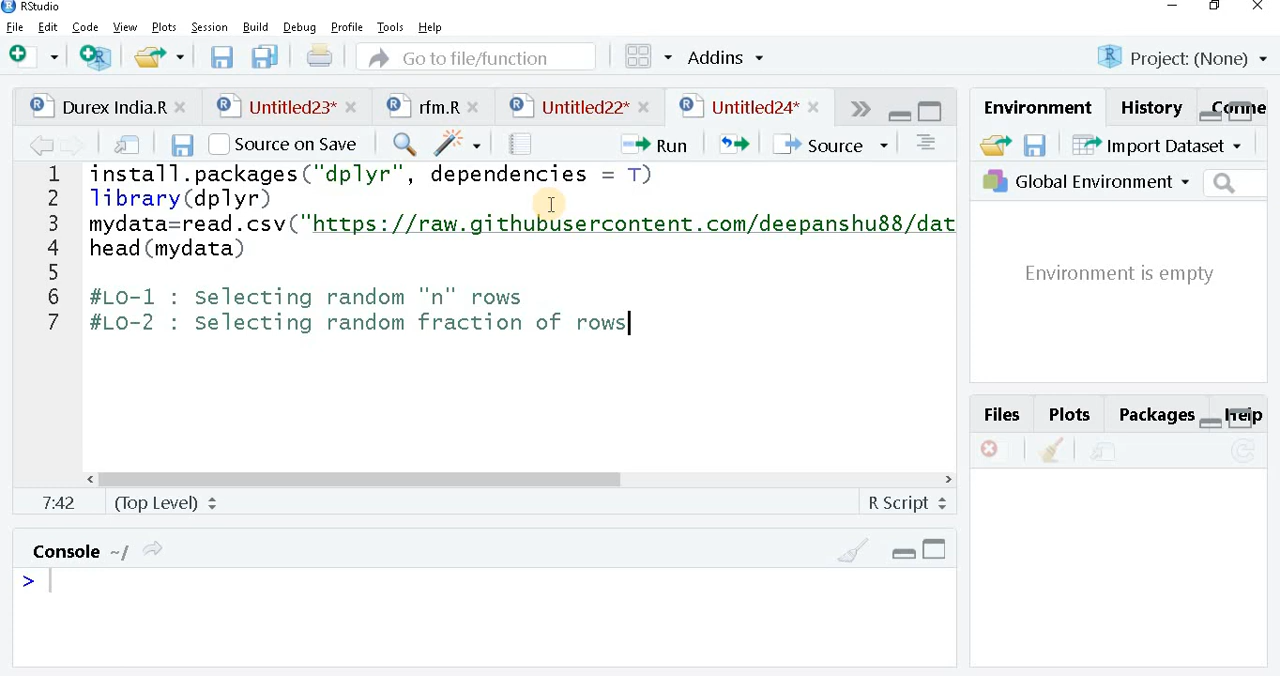 RStudio
File Edit Code View Plots Session Build Debug Profile Tools Help
Go to file/function Addins Project: (None)
Durex India.R Untitled23* rfm.R Untitled22* Untitled24*
Source on Save Run Source
1 install.packages("dplyr", dependencies = T)
2 library(dplyr)
3 mydata=read.csv("https://raw.githubusercontent.com/deepanshu88/dat
4 head(mydata)
5
6 #LO-1 : Selecting random "n" rows
7 #LO-2 : Selecting random fraction of rows
7:42 (Top Level) R Script
Console ~/
>
Environment History Conne
Import Dataset
Global Environment
Environment is empty
Files Plots Packages Help